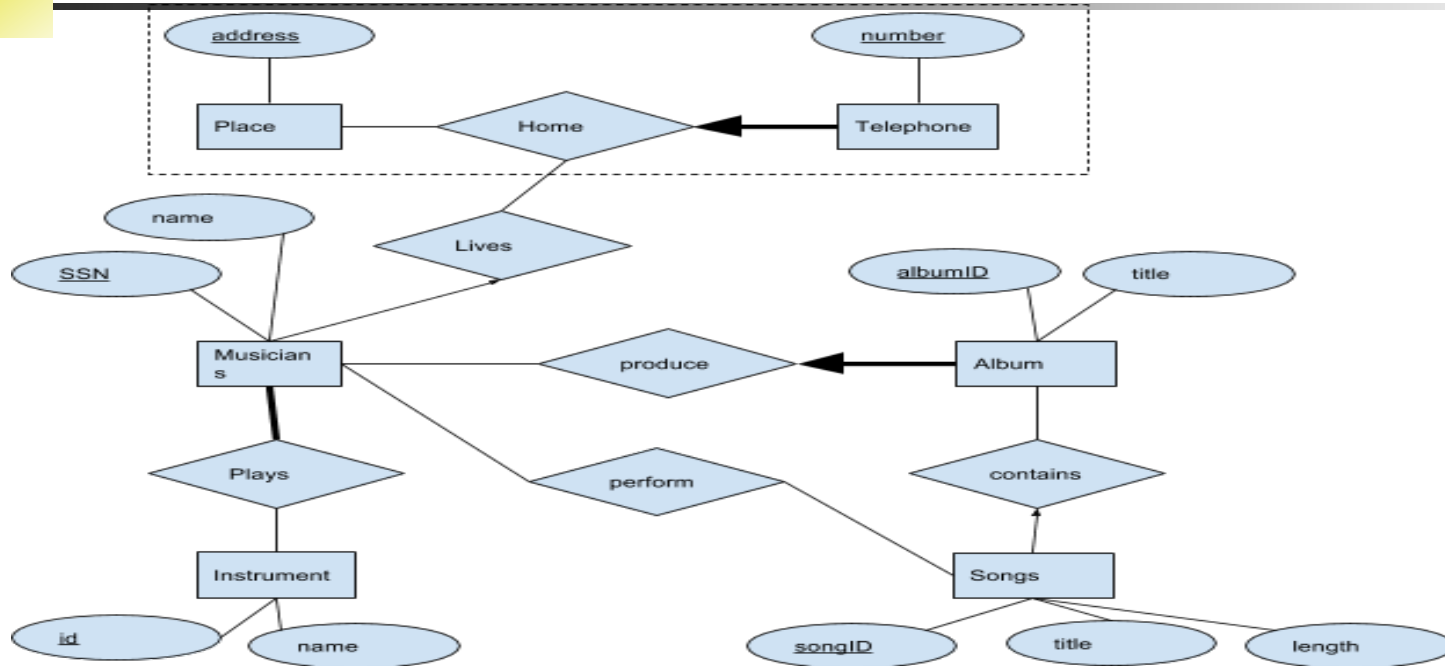 address
number
Place
Home
Telephone
name
Lives
SSN
albumID
title
Musician
s
produce
Album
Plays
perform
contains
Instrument
Songs
id
name
songID
title
length